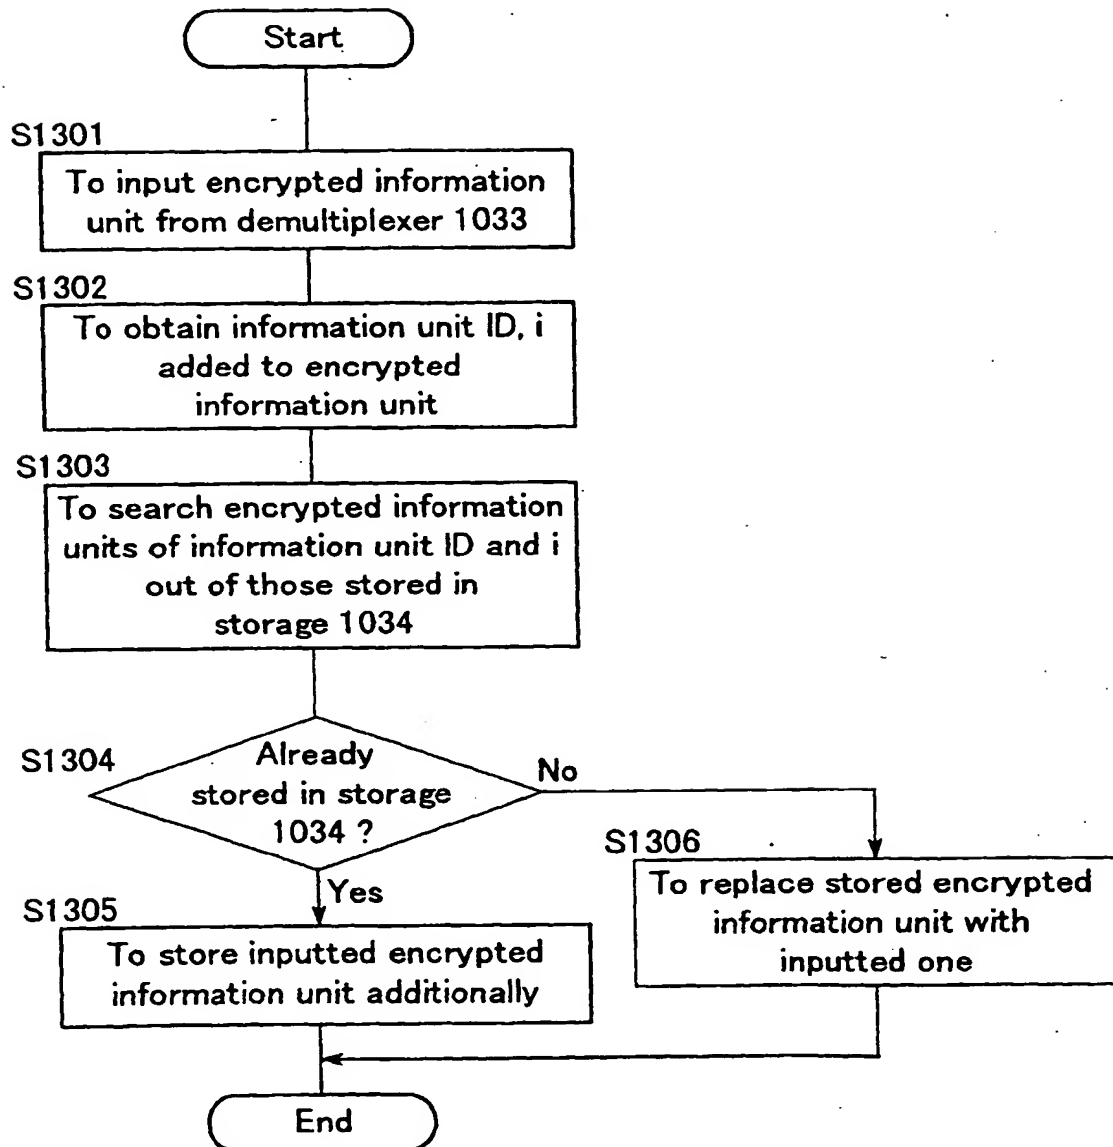 Start
S1301
To input encrypted information
unit from demultiplexer 1033
S1302
To obtain information unit ID, i
added to encrypted
information unit
S1303
To search encrypted information
units of information unit ID and i
out of those stored in
storage 1034
S1304
Already
stored in storage
1034 ?
No
Yes
S1305
To store inputted encrypted
information unit additionally
S1306
To replace stored encrypted
information unit with
inputted one
End